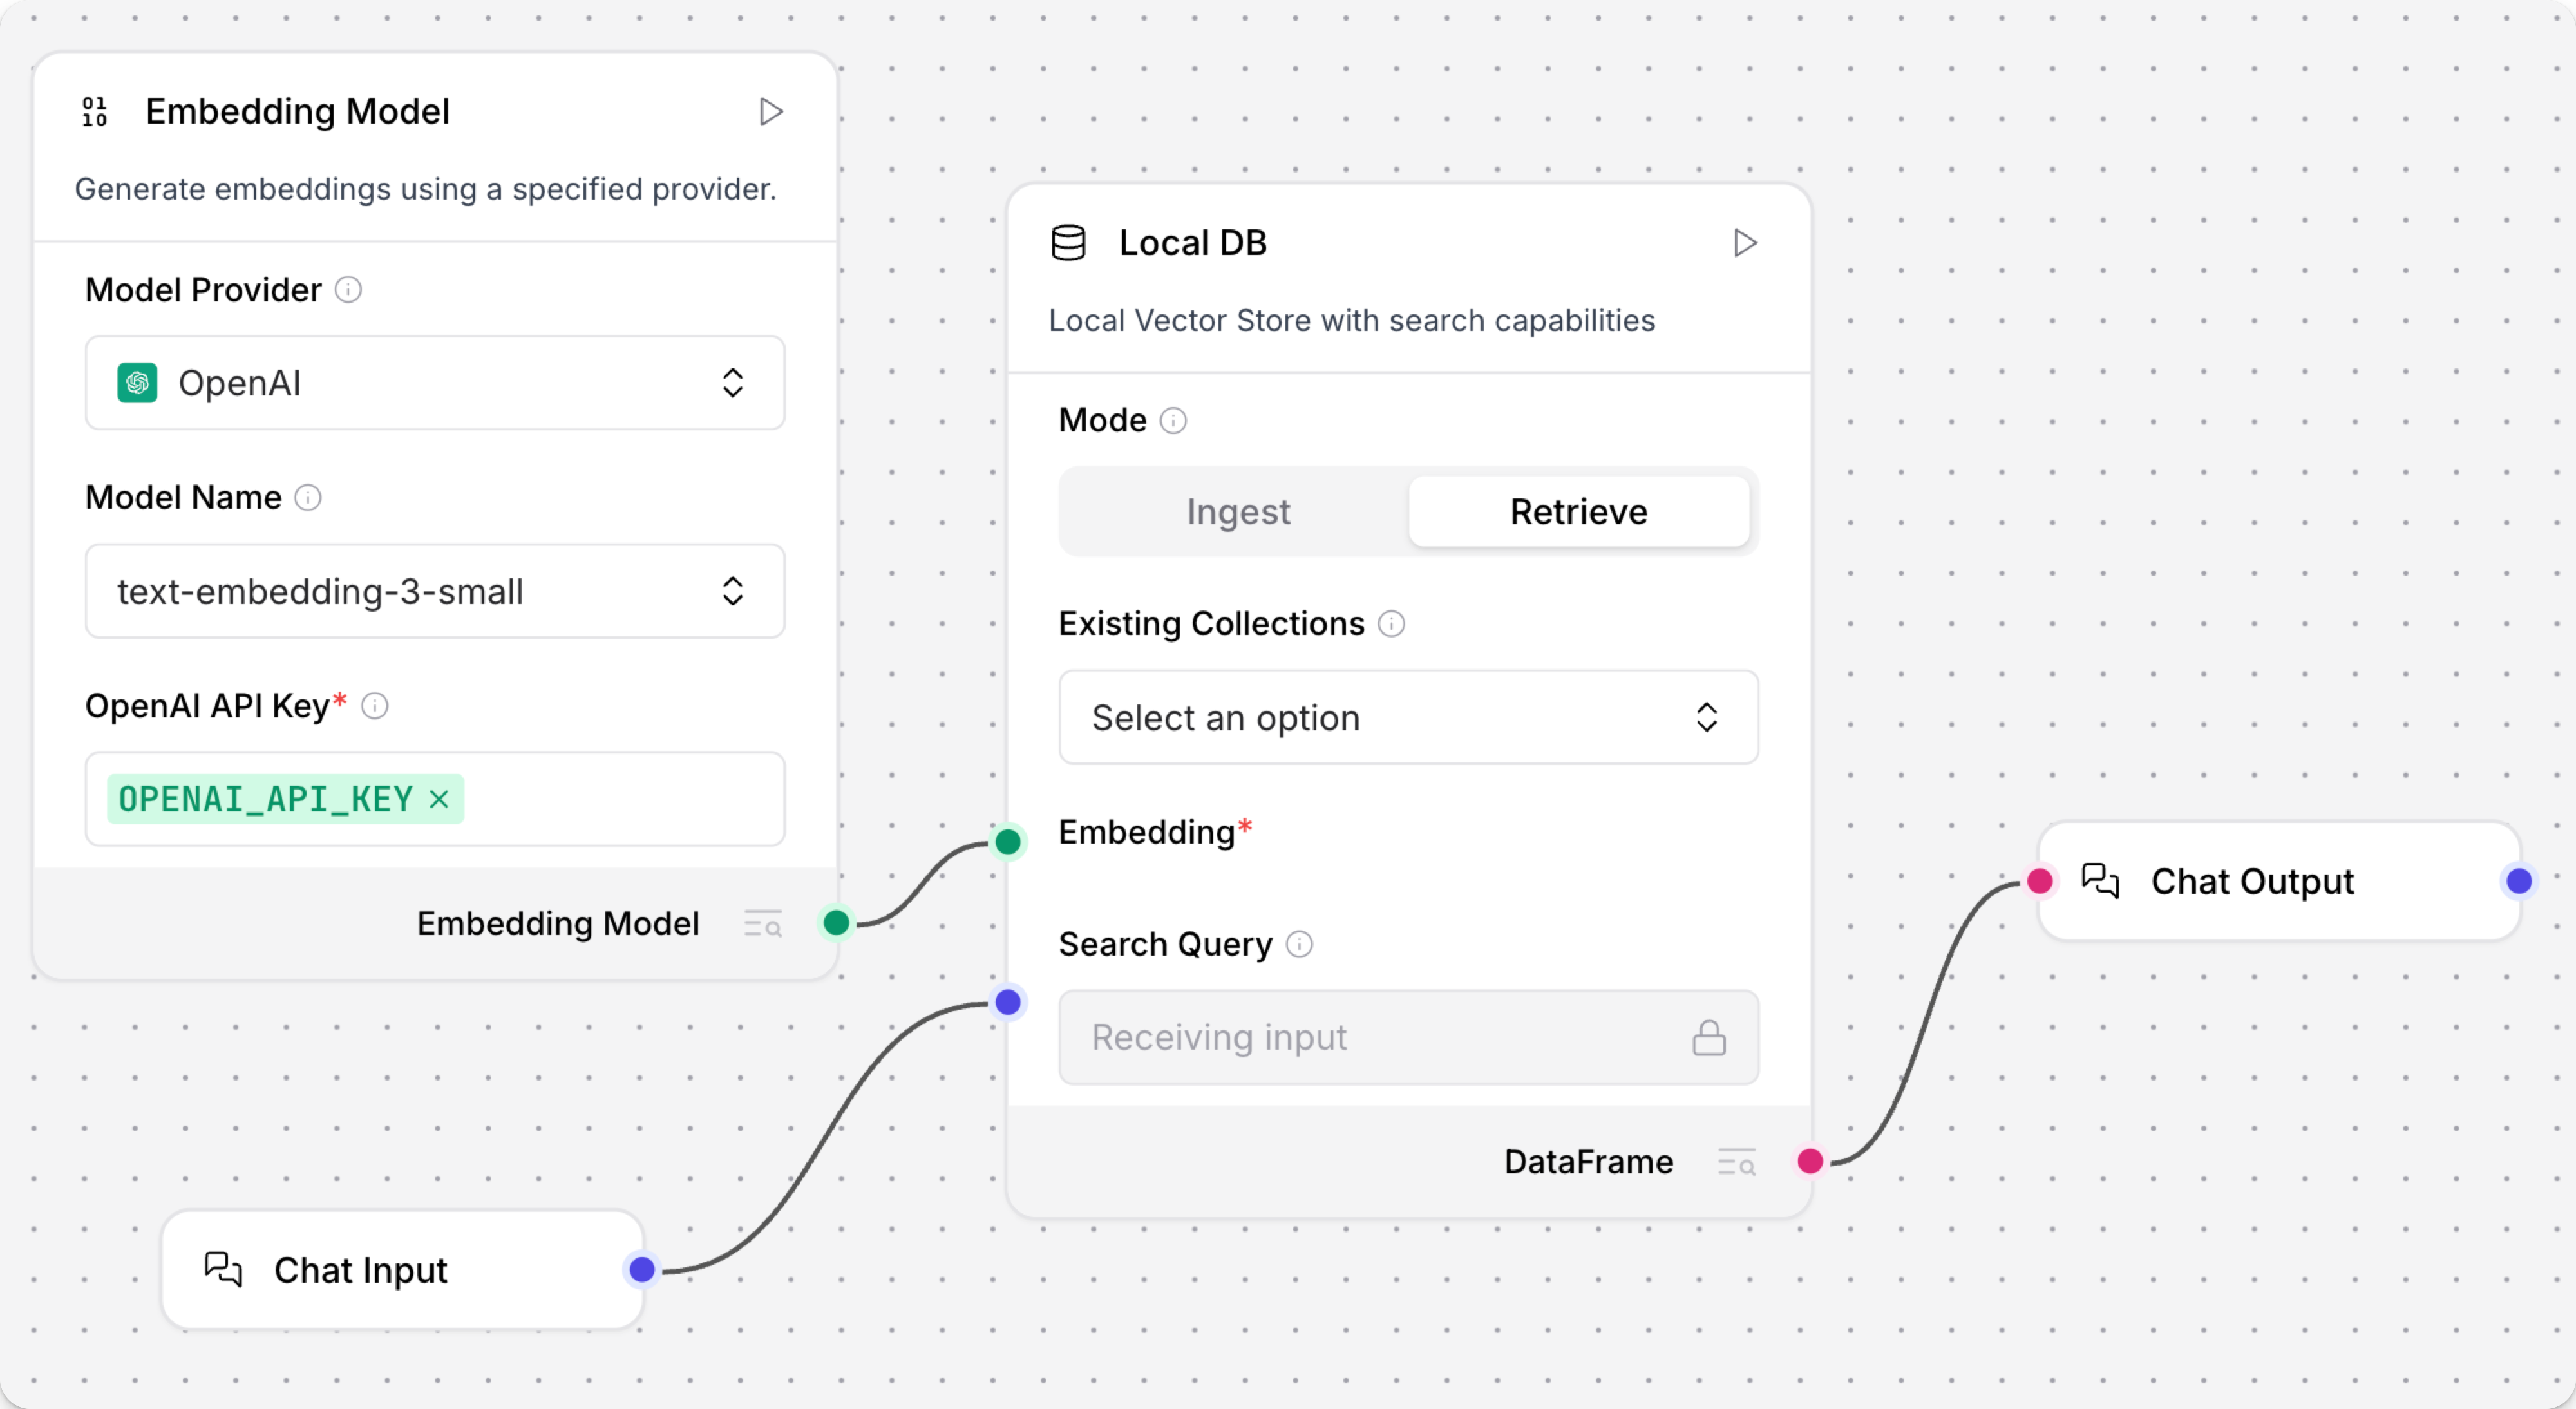 Embedding Model
Generate embeddings using a specified provider.
Model Provider
OpenAI
Model Name
text-embedding-3-small
OpenAI API Key*
OPENAI_API_KEY ×
Embedding Model
Chat Input
Local DB
Local Vector Store with search capabilities
Mode
Ingest Retrieve
Existing Collections
Select an option
Embedding*
Search Query
Receiving input
DataFrame
Chat Output